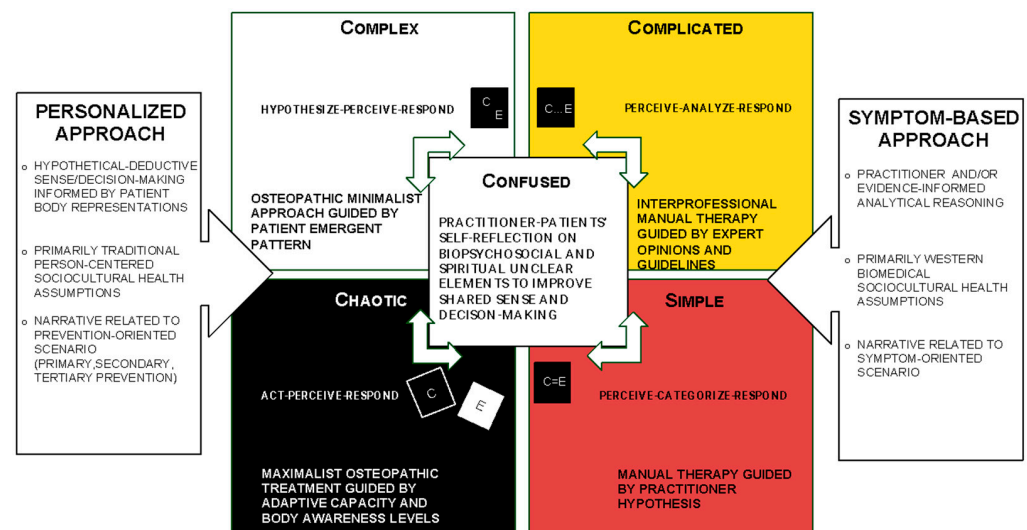 PERSONALIZED
APPROACH
o HYPOTHETICAL-DEDUCTIVE
SENSE/DECISION-MAKING
INFORMED BY PATIENT
BODY REPRESENTATIONS
o PRIMARILY TRADITIONAL
PERSON-CENTERED
SOCIOCULTURAL HEALTH
ASSUMPTIONS
o NARRATIVE RELATED TO
PREVENTION-ORIENTED
SCENARIO
(PRIMARY,SECONDARY,
TERTIARY PREVENTION)
COMPLEX
HYPOTHESIZE-PERCEIVE-RESPOND
C
E
OSTEOPATHIC MINIMALIST
APPROACH GUIDED BY
PATIENT EMERGENT
PATTERN
COMPLICATED
C...E
PERCEIVE-ANALYZE-RESPOND
INTERPROFESSIONAL
MANUAL THERAPY
GUIDED BY EXPERT
OPINIONS AND
GUIDELINES
CONFUSED
PRACTITIONER-PATIENTS'
SELF-REFLECTION ON
BIOPSYCHOSOCIAL AND
SPIRITUAL UNCLEAR
ELEMENTS TO IMPROVE
SHARED SENSE AND
DECISON-MAKING
CHAOTIC
ACT-PERCEIVE-RESPOND
C
E
MAXIMALIST OSTEOPATHIC
TREATMENT GUIDED BY
ADAPTIVE CAPACITY AND
BODY AWARENESS LEVELS
SIMPLE
C=E
PERCEIVE-CATEGORIZE-RESPOND
MANUAL THERAPY GUIDED
BY PRACTITIONER
HYPOTHESIS
SYMPTOM-BASED
APPROACH
o PRACTITIONER AND/OR
EVIDENCE-INFORMED
ANALYTICAL REASONING
o PRIMARILY WESTERN
BIOMEDICAL
SOCIOCULTURAL HEALTH
ASSUMPTIONS
o NARRATIVE RELATED TO
SYMPTOM-ORIENTED
SCENARIO